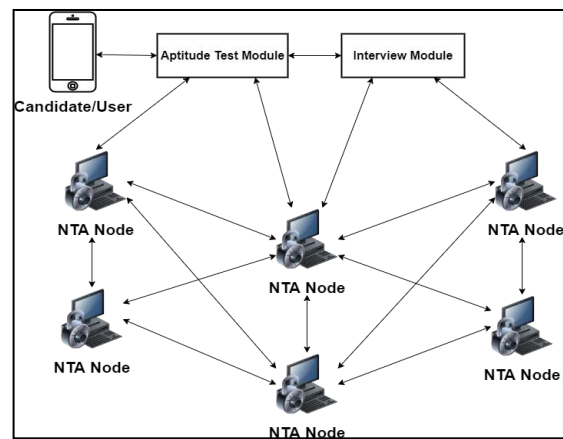 Aptitude Test Module
Interview Module
Candidate/User
NTA Node
NTA Node
NTA Node
NTA Node
NTA Node
NTA Node